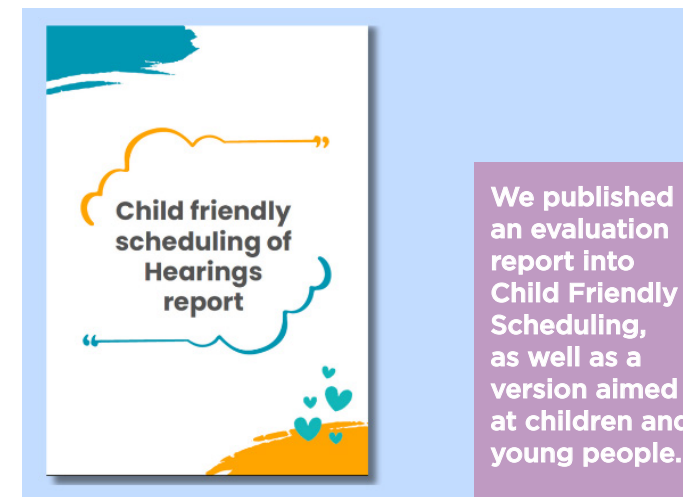 Child friendly
scheduling of
Hearings
report
We published
an evaluation
report into
Child Friendly
Scheduling,
as well as a
version aimed
at children and
young people.